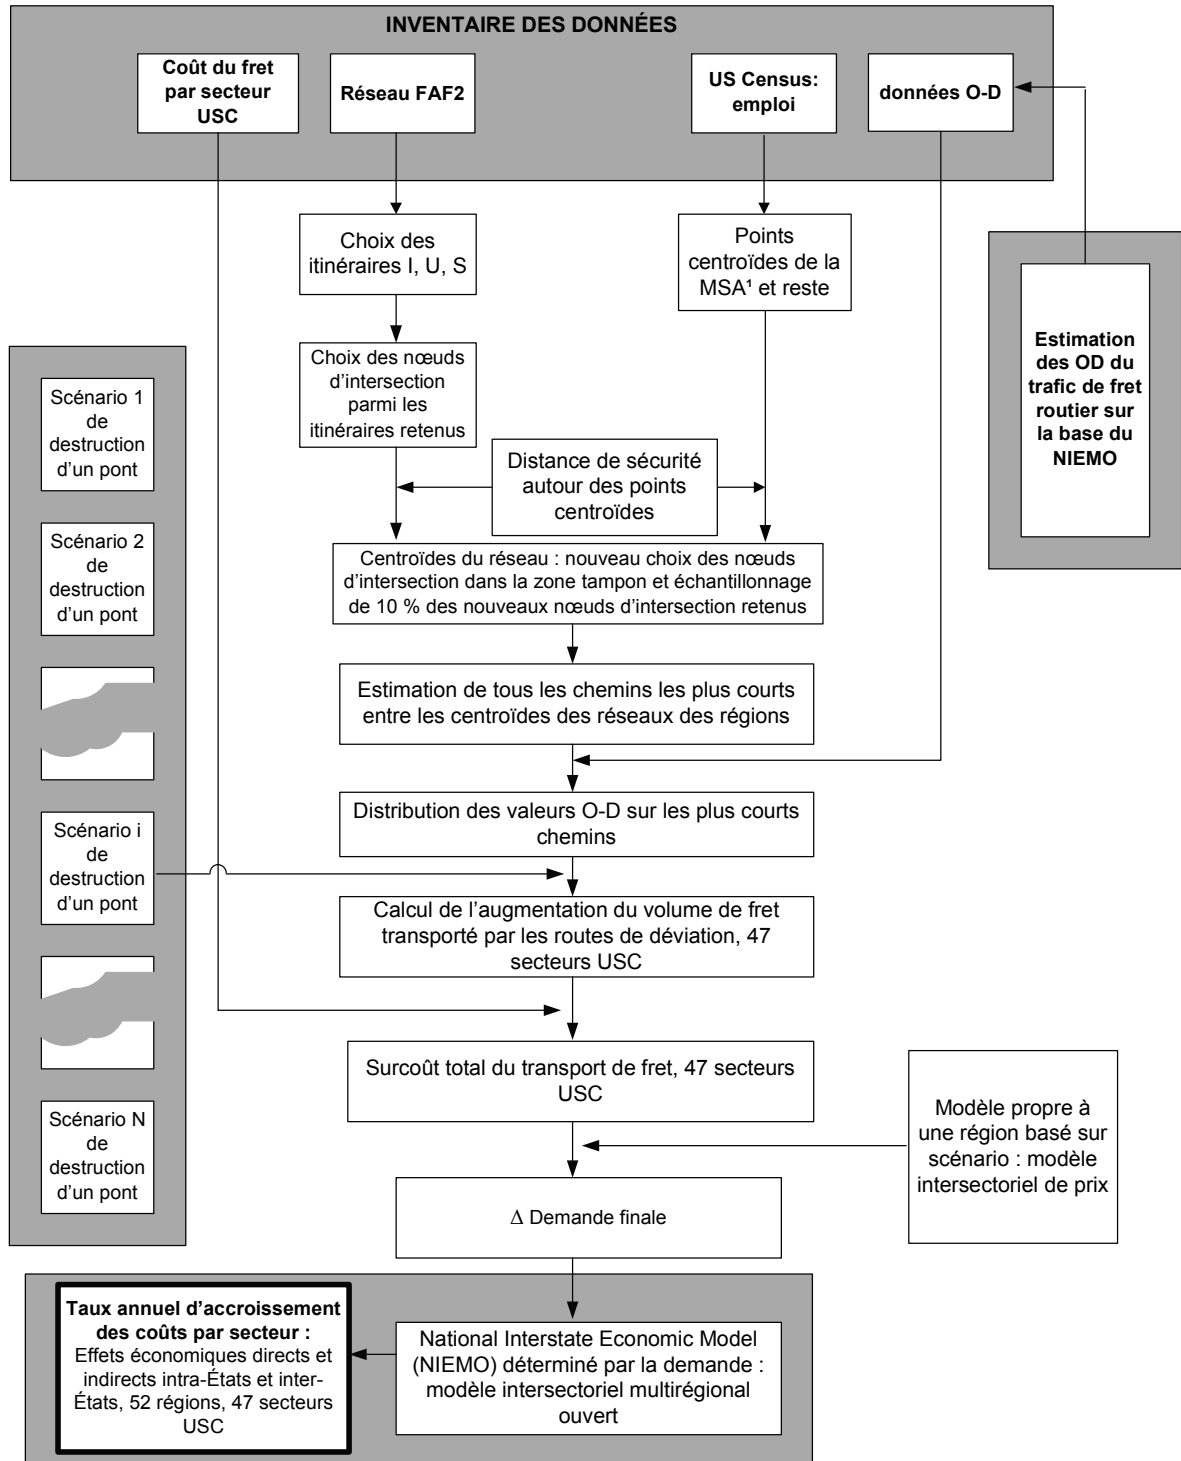 INVENTAIRE DES DONNÉES
Coût du fret
par secteur
USC
Réseau FAF2
US Census:
emploi
données O-D
Choix des
itinéraires I, U, S
Points
centroïdes de la
MSA¹ et reste
Estimation
des OD du
trafic de fret
routier sur
la base du
NIEMO
Choix des nœuds
d'intersection
parmi les
itinéraires retenus
Distance de sécurité
autour des points
centroïdes
Scénario 1
de
destruction
d'un pont
Scénario 2
de
destruction
d'un pont
Scénario i
de
destruction
d'un pont
Scénario N
de
destruction
d'un pont
Centroïdes du réseau : nouveau choix des nœuds
d'intersection dans la zone tampon et échantillonnage
de 10 % des nouveaux nœuds d'intersection retenus
Estimation de tous les chemins les plus courts
entre les centroïdes des réseaux des régions
Distribution des valeurs O-D sur les plus courts
chemins
Calcul de l'augmentation du volume de fret
transporté par les routes de déviation, 47
secteurs USC
Surcoût total du transport de fret, 47 secteurs
USC
Modèle propre à
une région basé sur
scénario : modèle
intersectoriel de prix
Δ Demande finale
National Interstate Economic Model
(NIEMO) déterminé par la demande :
modèle intersectoriel multirégional
ouvert
Taux annuel d'accroissement
des coûts par secteur :
Effets économiques directs et
indirects intra-États et inter-
États, 52 régions, 47 secteurs
USC